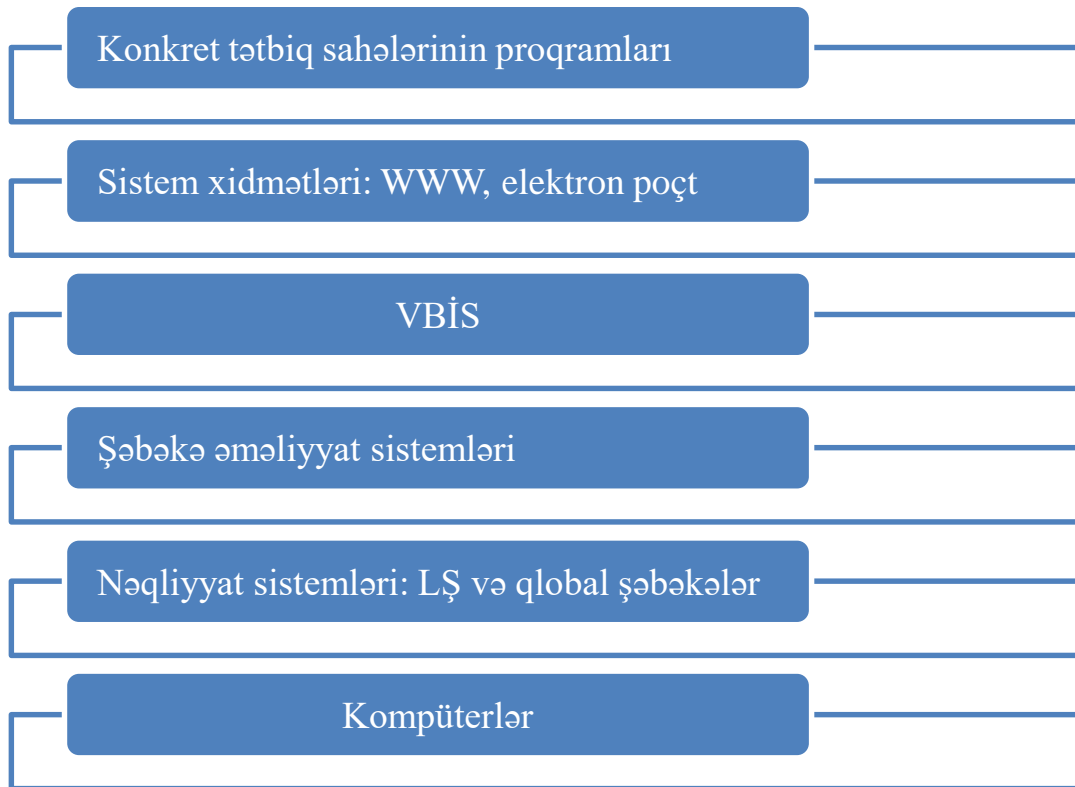 Konkret tətbiq sahələrinin proqramları
Sistem xidmətləri: WWW, elektron poçt
VBİS
Şəbəkə əməliyyat sistemləri
Nəqliyyat sistemləri: LŞ və qlobal şəbəkələr
Kompüterlər